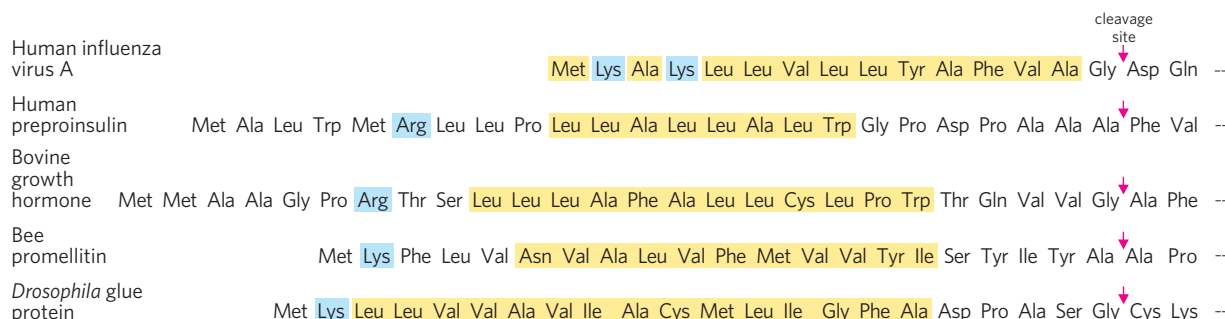 cleavage
site
Human influenza
virus A Met Lys Ala Lys Leu Leu Val Leu Leu Tyr Ala Phe Val Ala Gly Asp Gln --
Human
preproinsulin Met Ala Leu Trp Met Arg Leu Leu Pro Leu Leu Ala Leu Leu Ala Leu Trp Gly Pro Asp Pro Ala Ala Ala Phe Val --
Bovine
growth
hormone Met Met Ala Ala Gly Pro Arg Thr Ser Leu Leu Leu Ala Phe Ala Leu Leu Cys Leu Pro Trp Thr Gln Val Val Gly Ala Phe --
Bee
promellitin Met Lys Phe Leu Val Asn Val Ala Leu Val Phe Met Val Val Tyr Ile Ser Tyr Ile Tyr Ala Ala Pro --
Drosophila glue
protein Met Lys Leu Leu Val Val Ala Val Ile Ala Cys Met Leu Ile Gly Phe Ala Asp Pro Ala Ser Gly Cys Lys --